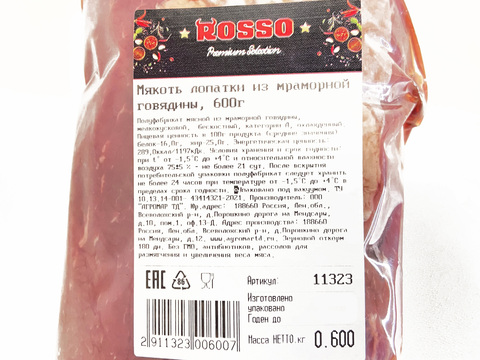 ROSSO
Premium Selection
Мякоть лопатки из мраморной
говядины, 600г
Полуфабрикат мясной из мраморной говядины,
мелкокусковой, бескостный, категории А, охлажденный.
Пищевая ценность в 100г продукта (средние значения)
белок-16,0г, жир-25,0г. Энергетическая ценность:
289,0ккал/1197кДж. Условия хранения и срок годности:
при t° от -1,5°С до +4°С и относительной влажности
воздуха 75±5% - не более 21 сут. После вскрытия
потребительской упаковки полуфабрикат следует хранить
не более 24 часов при температуре от -1,5°С до +4°С в
пределах срока годности. Упаковано под вакуумом. ТУ
10.13.14-001- 43414321-2021. Производитель: ООО
"АГРОМАР ТД". Юр.адрес: 188660 Россия, Лен.обл.,
Всеволожский р-н, д.Порошкино дорога на Мендсары,
д.10, пом.1, оф.13-Д. Адрес производства: 188660
Россия, Лен.обл., Всеволожский р-н, д.Порошкино дорога
на Мендсары, д.12, www.agromartd.ru. Зерновой откорм
180 дн. Без ГМО, антибиотиков, рассолов для
размягчения и увеличения веса мяса.
EAC
86
Артикул: 11323
Изготовлено
упаковано
Годен до
Масса НЕТТО.кг 0.600
2 911323 006007